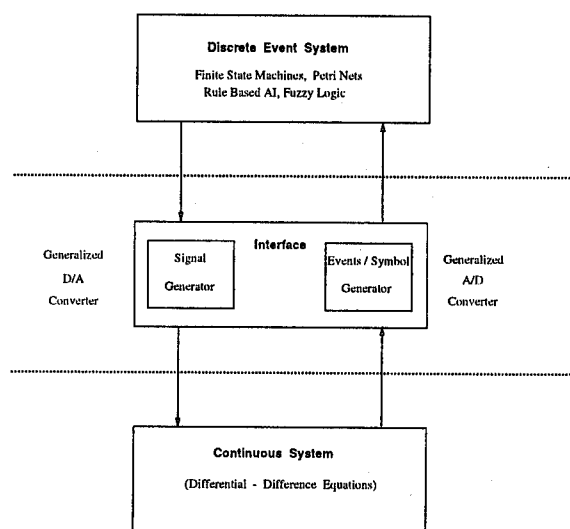 Discrete Event System
Finite State Machines, Petri Nets
Rule Based AI, Fuzzy Logic
Interface
Generalized
D/A
Converter
Signal
Generator
Events / Symbol
Generator
Generalized
A/D
Converter
Continuous System
(Differential - Difference Equations)